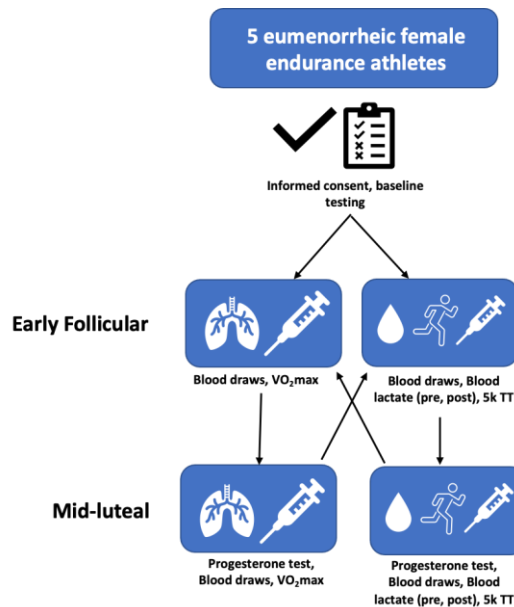 5 eumenorrheic female
endurance athletes
Informed consent, baseline
testing
Early Follicular
Blood draws, VO₂max
Blood draws, Blood
lactate (pre, post), 5k TT
Mid-luteal
Progesterone test,
Blood draws, VO₂max
Progesterone test,
Blood draws, Blood
lactate (pre, post), 5k TT